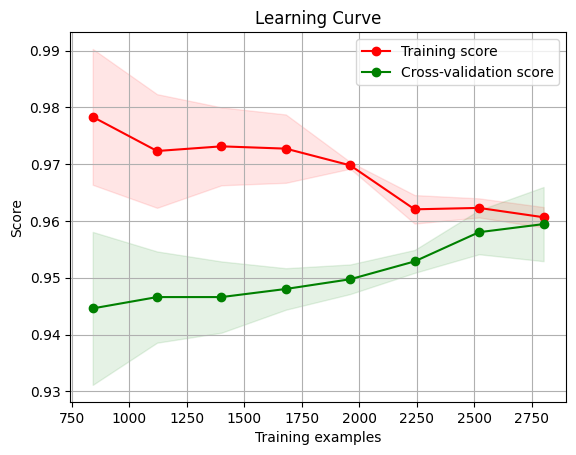 Learning Curve
Training score
Cross-validation score
0.99
0.98
0.97
0.96
0.95
0.94
0.93
Score
750 1000 1250 1500 1750 2000 2250 2500 2750
Training examples